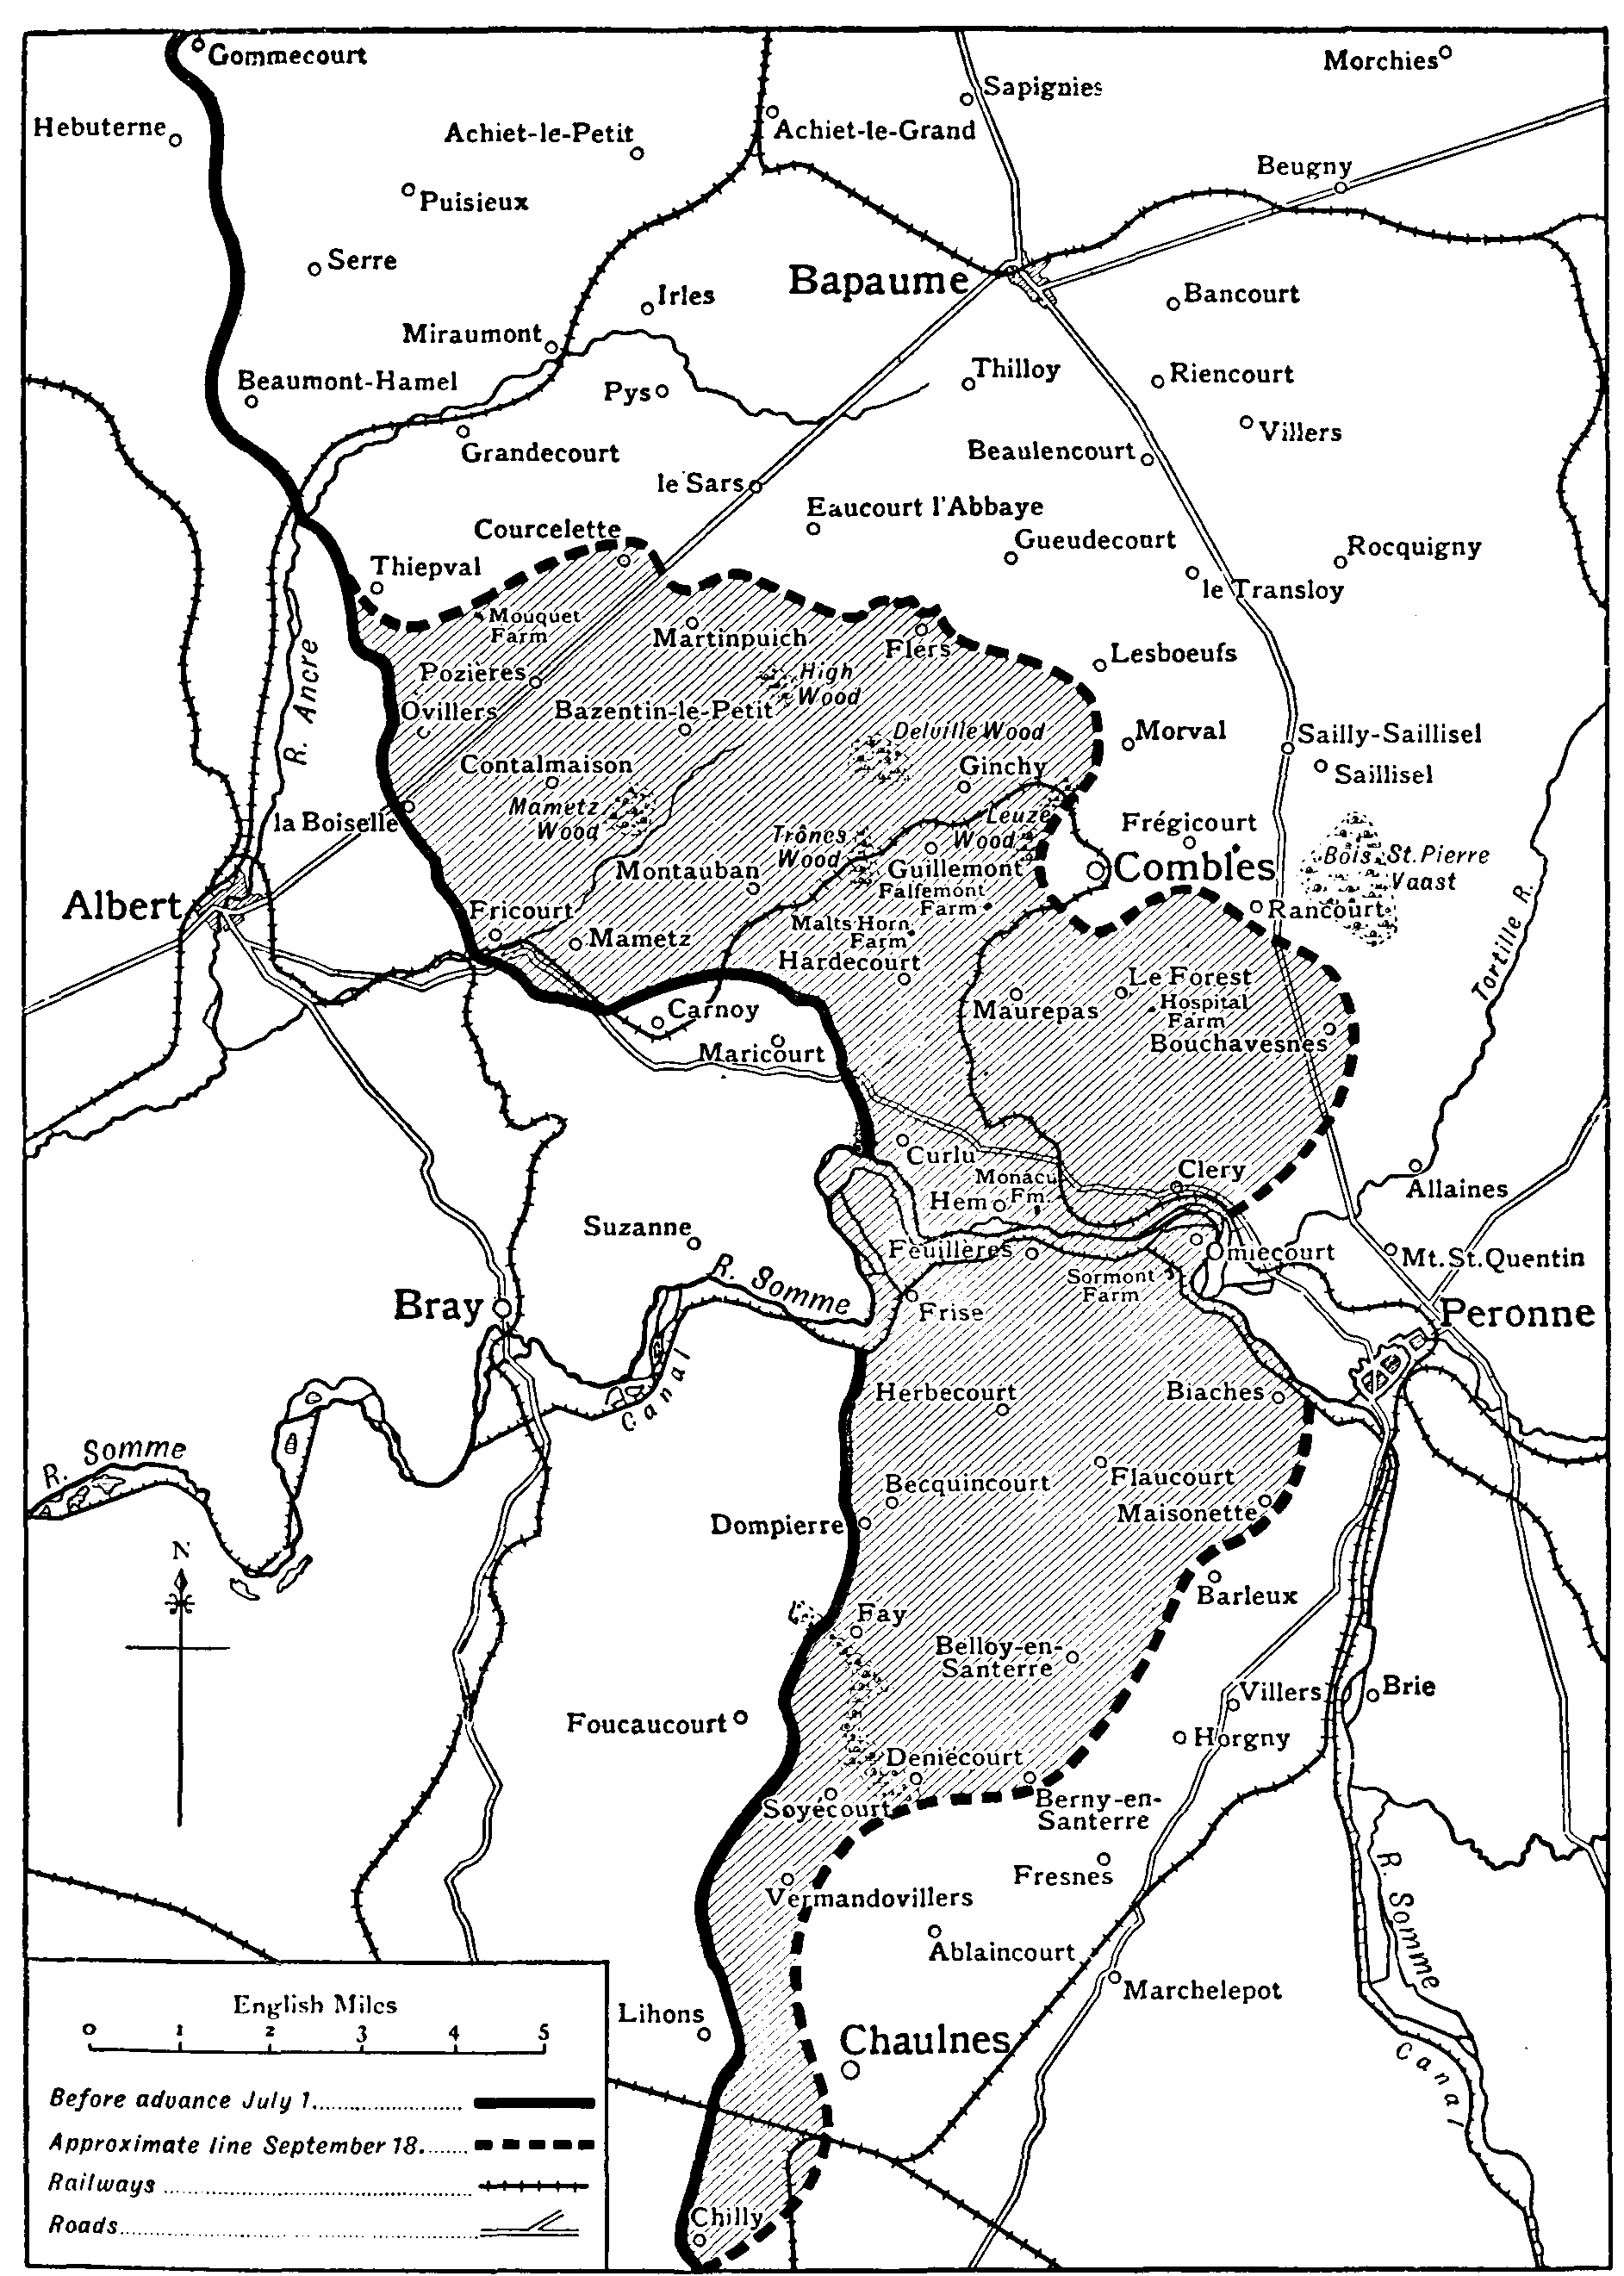 Gommecourt
Morchies
Sapignies
Hebuterne
Achiet-le-Petit
Achiet-le-Grand
Beugny
Puisieux
Serre
Bapaume
Irles
Bancourt
Miraumont
Beaumont-Hamel
Pys
Thilloy
Riencourt
Villers
Grandecourt
Beaulencourt
le Sars
Eaucourt l'Abbaye
Courcelette
Gueudecourt
Rocquigny
Thiepval
le Transloy
Mouquet
Farm
Martinpuich
Flers
Lesboeufs
R. Ancre
Pozières
High
Wood
Ovillers
Bazentin-le-Petit
Delville Wood
Morval
Sailly-Saillisel
Contalmaison
Ginchy
Saillisel
Mametz
Wood
la Boiselle
Leuze
Wood
Trônes
Wood
Frégicourt
Guillemont
Combles
Bois St. Pierre
Vaast
Montauban
Falfemont
Farm
Albert
Fricourt
Rancourt
Tortille R.
Malts Horn
Farm
Mametz
Hardecourt
Le Forest
Maurepas
Hospital
Farm
Carnoy
Bouchavesnes
Maricourt
Curlu
Monacu
Fm.
Clery
Hem
Allaines
Suzanne
Feuillères
Omiecourt
Mt. St. Quentin
R. Somme
Sormont
Farm
Bray
Frise
Peronne
Canal
Herbecourt
Biaches
R. Somme
Becquincourt
Flaucourt
Maisonette
Dompierre
N
Barleux
Fay
Belloy-en-
Santerre
Villers
Brie
Foucaucourt
Horgny
Deniécourt
Soyécourt
Berny-en-
Santerre
Fresnes
R. Somme
Vermandovillers
Ablaincourt
Marchelepot
Lihons
Chaulnes
Canal
Chilly
English Miles
0 1 2 3 4 5
Before advance July 1
Approximate line September 18
Railways
Roads